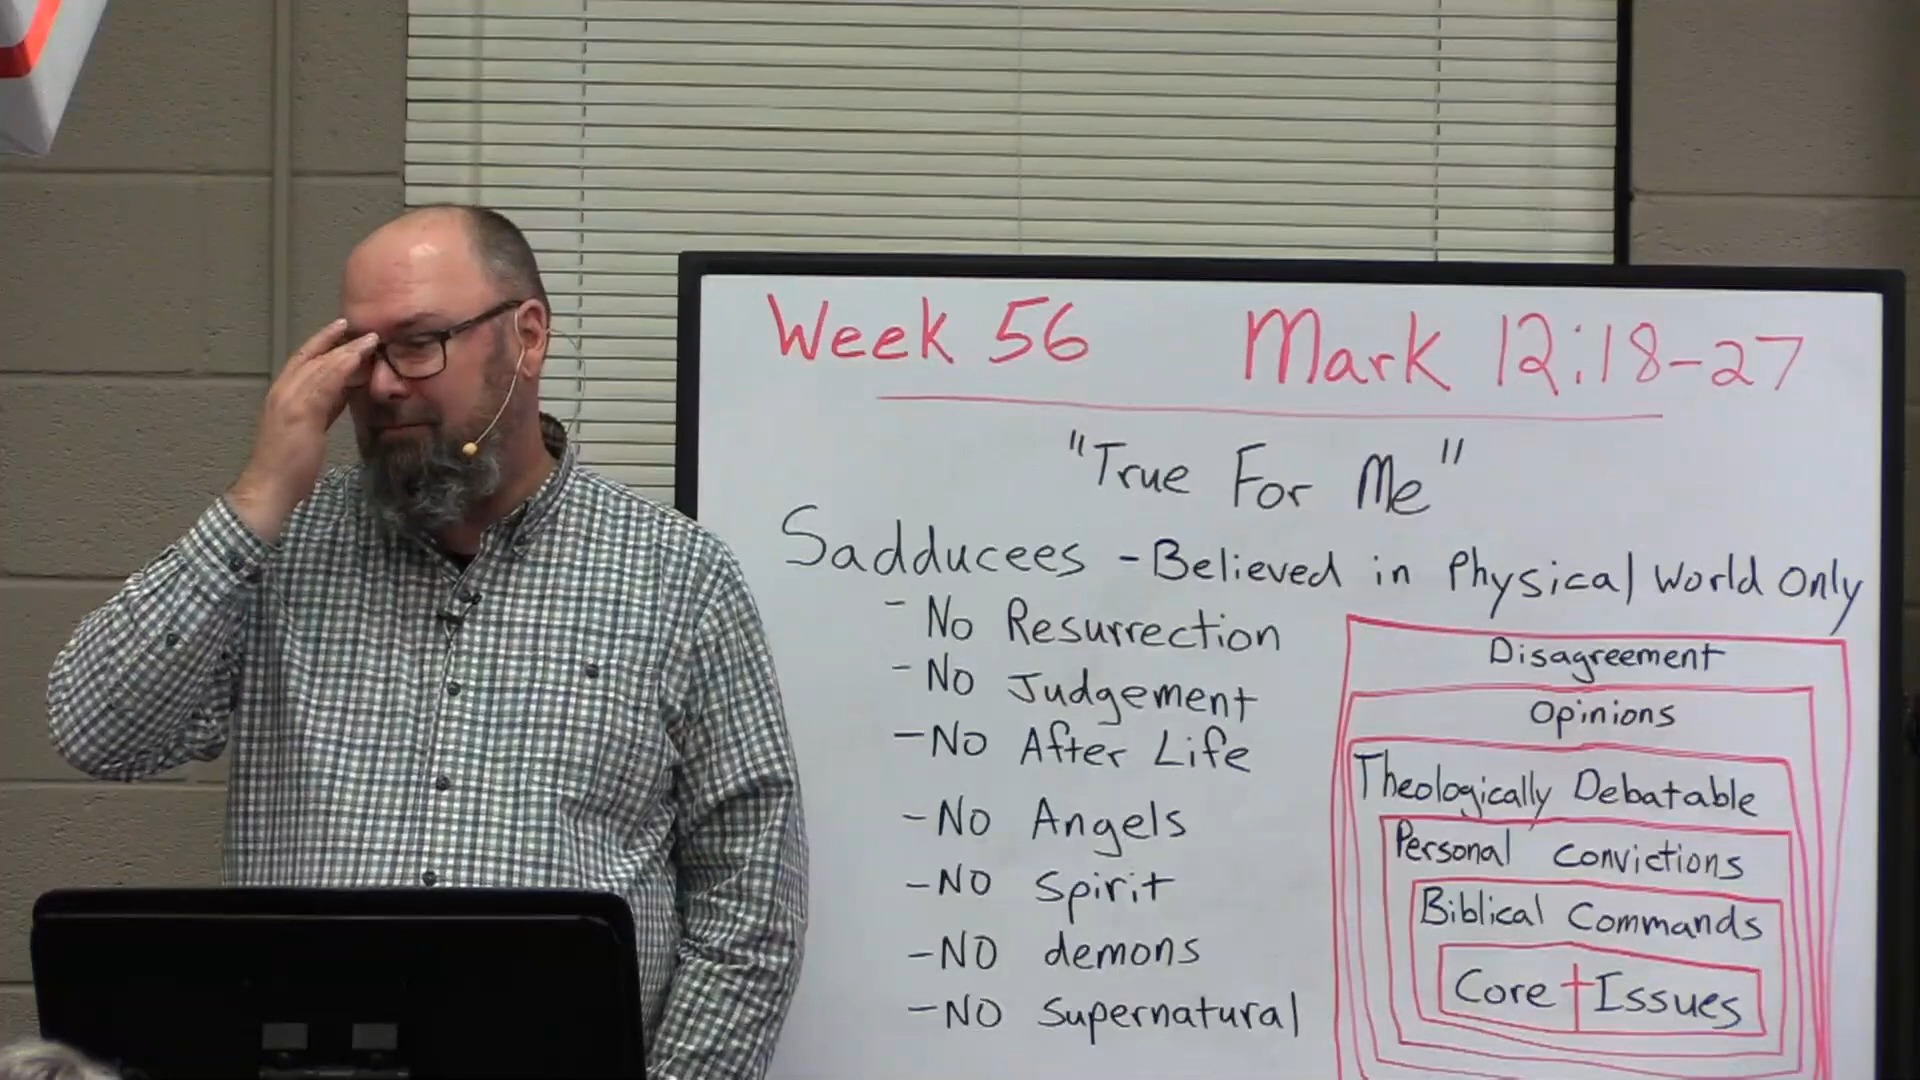 Week 56 Mark 12:18-27
"True For Me"
Sadducees - Believed in Physical World Only
- No Resurrection
- No Judgement
- No After Life
- No Angels
- No Spirit
- No demons
- No Supernatural
Disagreement
Opinions
Theologically Debatable
Personal Convictions
Biblical Commands
Core Issues